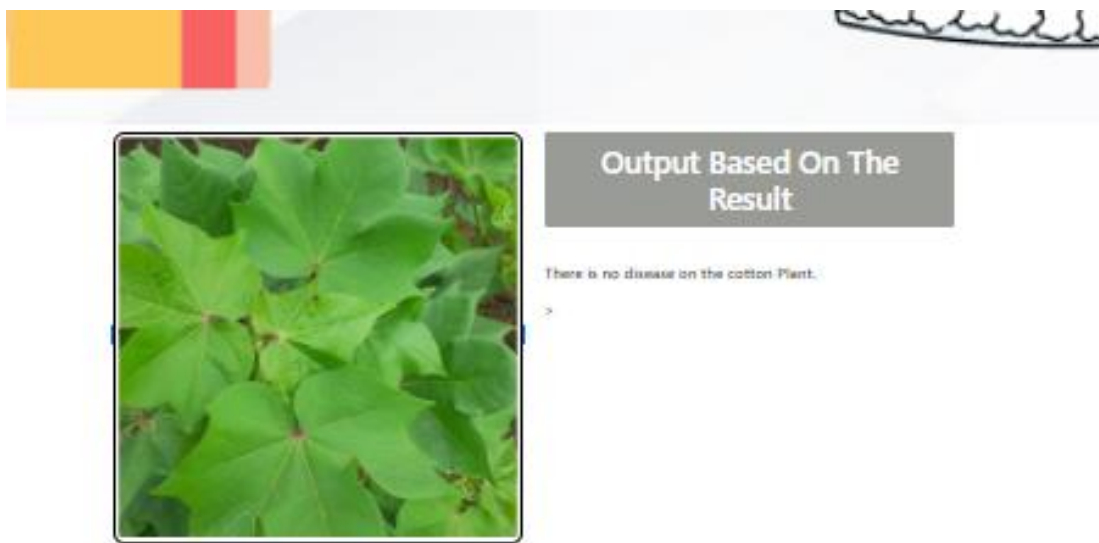 Output Based On The
Result
There is no disease on the cotton Plant.
>